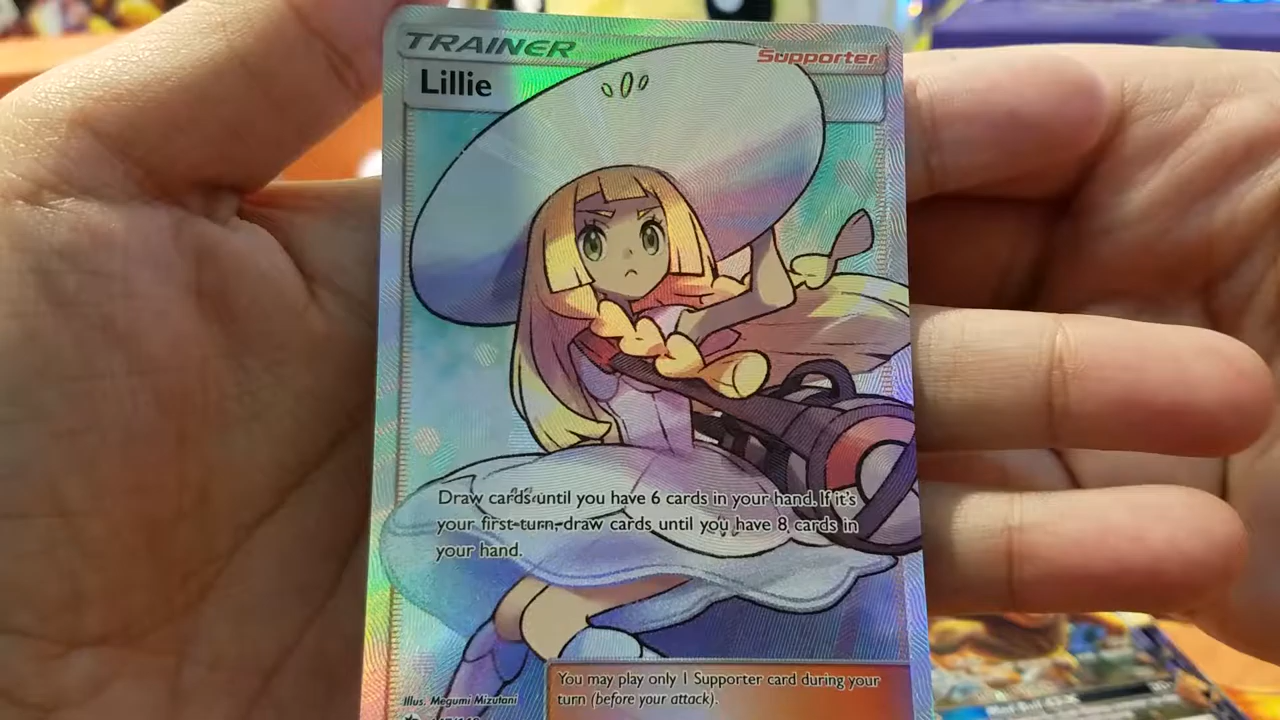 TRAINER
Supporter
Lillie
Draw cards until you have 6 cards in your hand. If it's
your first turn, draw cards until you have 8 cards in
your hand.
You may play only 1 Supporter card during your
turn (before your attack).
Illus. Megumi Mizutani